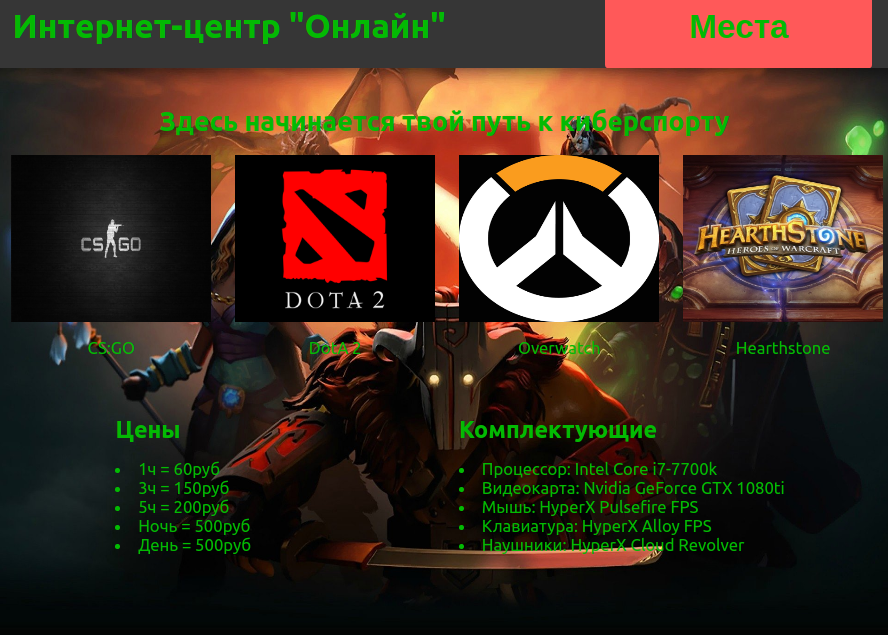 Интернет-центр "Онлайн"
Места
Здесь начинается твой путь к киберспорту
CS GO
DOTA 2
HEARTHSTONE
HEROES OF WARCRAFT
CS:GO
DotA 2
Overwatch
Hearthstone
Цены
1ч = 60руб
3ч = 150руб
5ч = 200руб
Ночь = 500руб
День = 500руб
Комплектующие
Процессор: Intel Core i7-7700k
Видеокарта: Nvidia GeForce GTX 1080ti
Мышь: HyperX Pulsefire FPS
Клавиатура: HyperX Alloy FPS
Наушники: HyperX Cloud Revolver